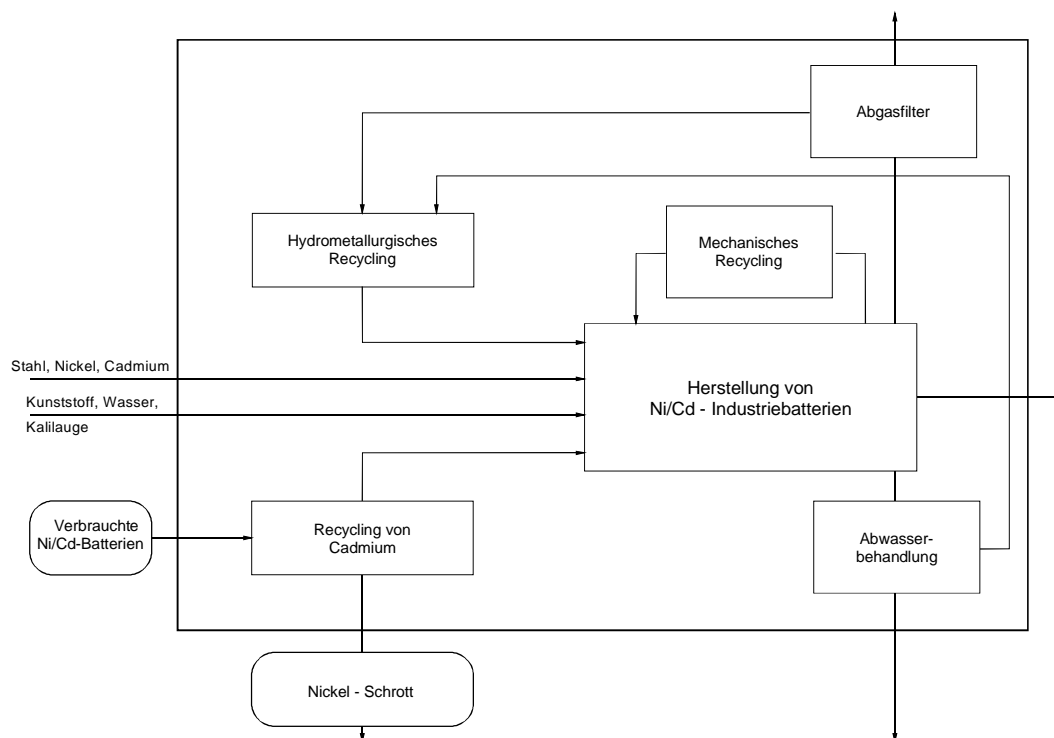 Abgasfilter
Hydrometallurgisches
Recycling
Mechanisches
Recycling
Stahl, Nickel, Cadmium
Kunststoff, Wasser,
Kalilauge
Herstellung von
Ni/Cd - Industriebatterien
Verbrauchte
Ni/Cd-Batterien
Recycling von
Cadmium
Abwasser-
behandlung
Nickel - Schrott